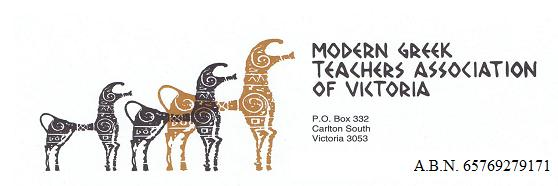 MODERN GREEK
TEACHERS ASSOCIATION
OF VICTORIA
P.O. Box 332
Carlton South
Victoria 3053
A.B.N. 65769279171